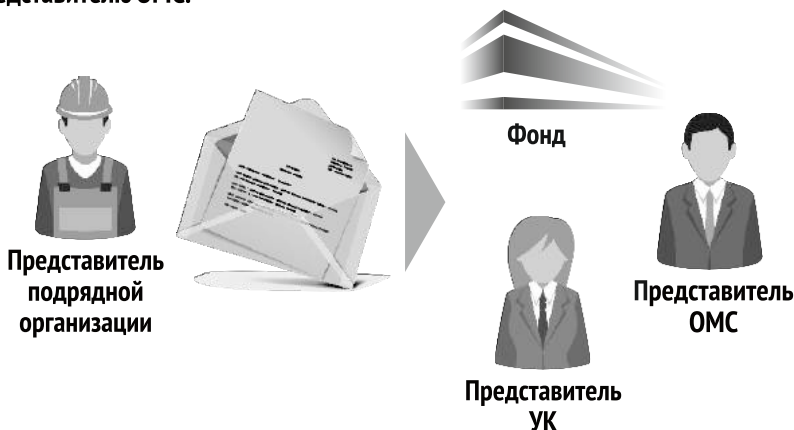 Представитель
подрядной
организации
Фонд
Представитель
УК
Представитель
ОМС